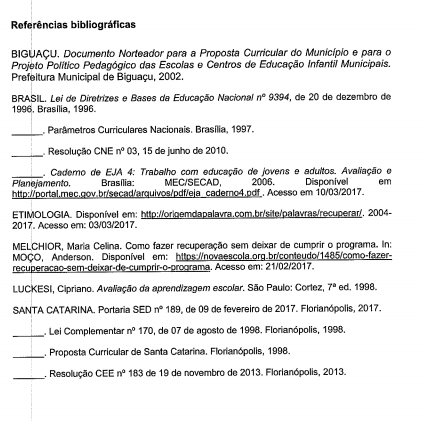 Referências bibliográficas
BIGUAÇU. Documento Norteador para a Proposta Curricular do Município e para o
Projeto Político Pedagógico das Escolas e Centros de Educação Infantil Municipais.
Prefeitura Municipal de Biguaçu, 2002.
BRASIL. Lei de Diretrizes e Bases da Educação Nacional nº 9394, de 20 de dezembro de
1996. Brasília, 1996.
______. Parâmetros Curriculares Nacionais. Brasília, 1997.
______. Resolução CNE nº 03, 15 de junho de 2010.
______. Caderno de EJA 4: Trabalho com educação de jovens e adultos. Avaliação e
Planejamento. Brasília: MEC/SECAD, 2006. Disponível em
http://portal.mec.gov.br/secad/arquivos/pdf/eja_caderno4.pdf . Acesso em 10/03/2017.
ETIMOLOGIA. Disponível em: http://origemdapalavra.com.br/site/palavras/recuperar/. 2004-
2017. Acesso em: 03/03/2017.
MELCHIOR, Maria Celina. Como fazer recuperação sem deixar de cumprir o programa. In:
MOÇO, Anderson. Disponível em: https://novaescola.org.br/conteudo/1485/como-fazer-
recuperacao-sem-deixar-de-cumprir-o-programa. Acesso em: 21/02/2017.
LUCKESI, Cipriano. Avaliação da aprendizagem escolar. São Paulo: Cortez, 7ª ed. 1998.
SANTA CATARINA. Portaria SED nº 189, de 09 de fevereiro de 2017. Florianópolis, 2017.
______. Lei Complementar nº 170, de 07 de agosto de 1998. Florianópolis, 1998.
______. Proposta Curricular de Santa Catarina. Florianópolis, 1998.
______. Resolução CEE nº 183 de 19 de novembro de 2013. Florianópolis, 2013.